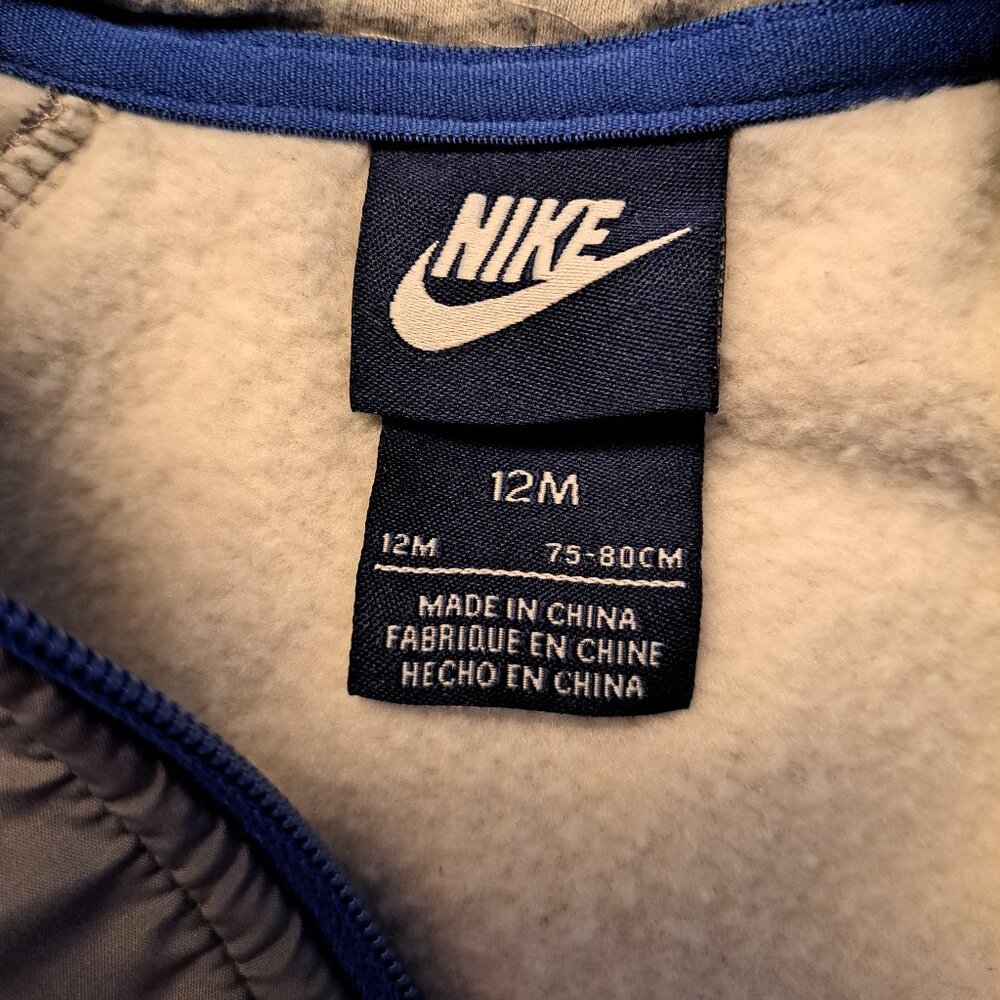 NIKE
12M
12M 75-80CM
MADE IN CHINA
FABRIQUE EN CHINE
HECHO EN CHINA